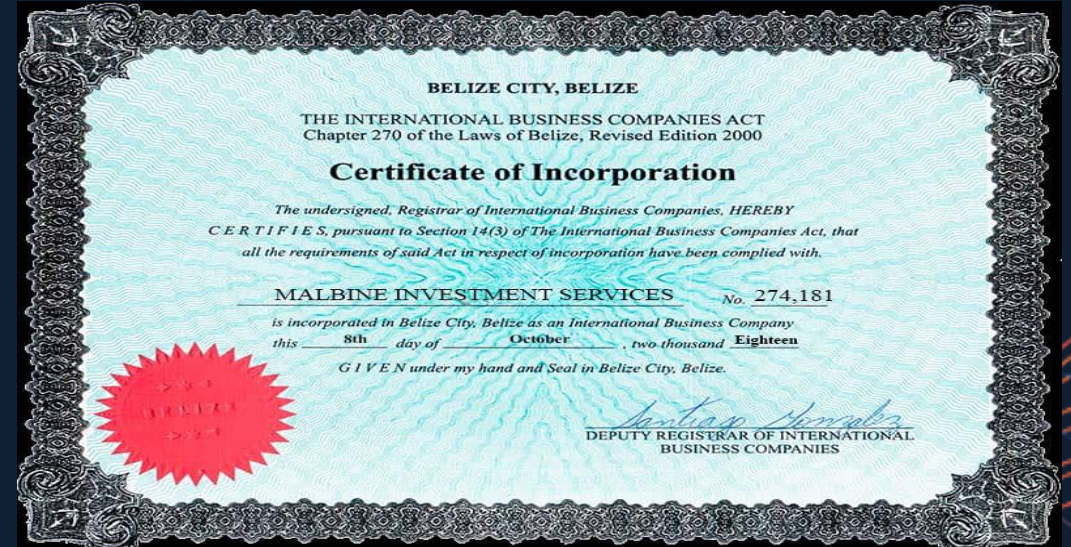 BELIZE CITY, BELIZE
THE INTERNATIONAL BUSINESS COMPANIES ACT
Chapter 270 of the Laws of Belize, Revised Edition 2000
Certificate of Incorporation
The undersigned, Registrar of International Business Companies, HEREBY
C E R T I F I E S, pursuant to Section 14(3) of The International Business Companies Act, that
all the requirements of said Act in respect of incorporation have been complied with.
MALBINE INVESTMENT SERVICES No. 274,181
is incorporated in Belize City, Belize as an International Business Company
this 8th day of October , two thousand Eighteen
G I V E N under my hand and Seal in Belize City, Belize.
BELIZE
Santiago Gonzalez
DEPUTY REGISTRAR OF INTERNATIONAL
BUSINESS COMPANIES